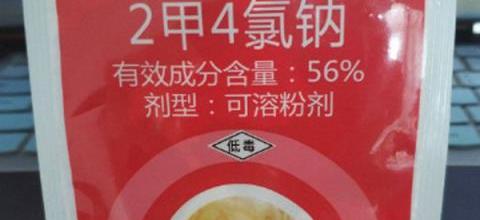 2甲4氯钠
有效成分含量：56%
剂型：可溶粉剂
低毒